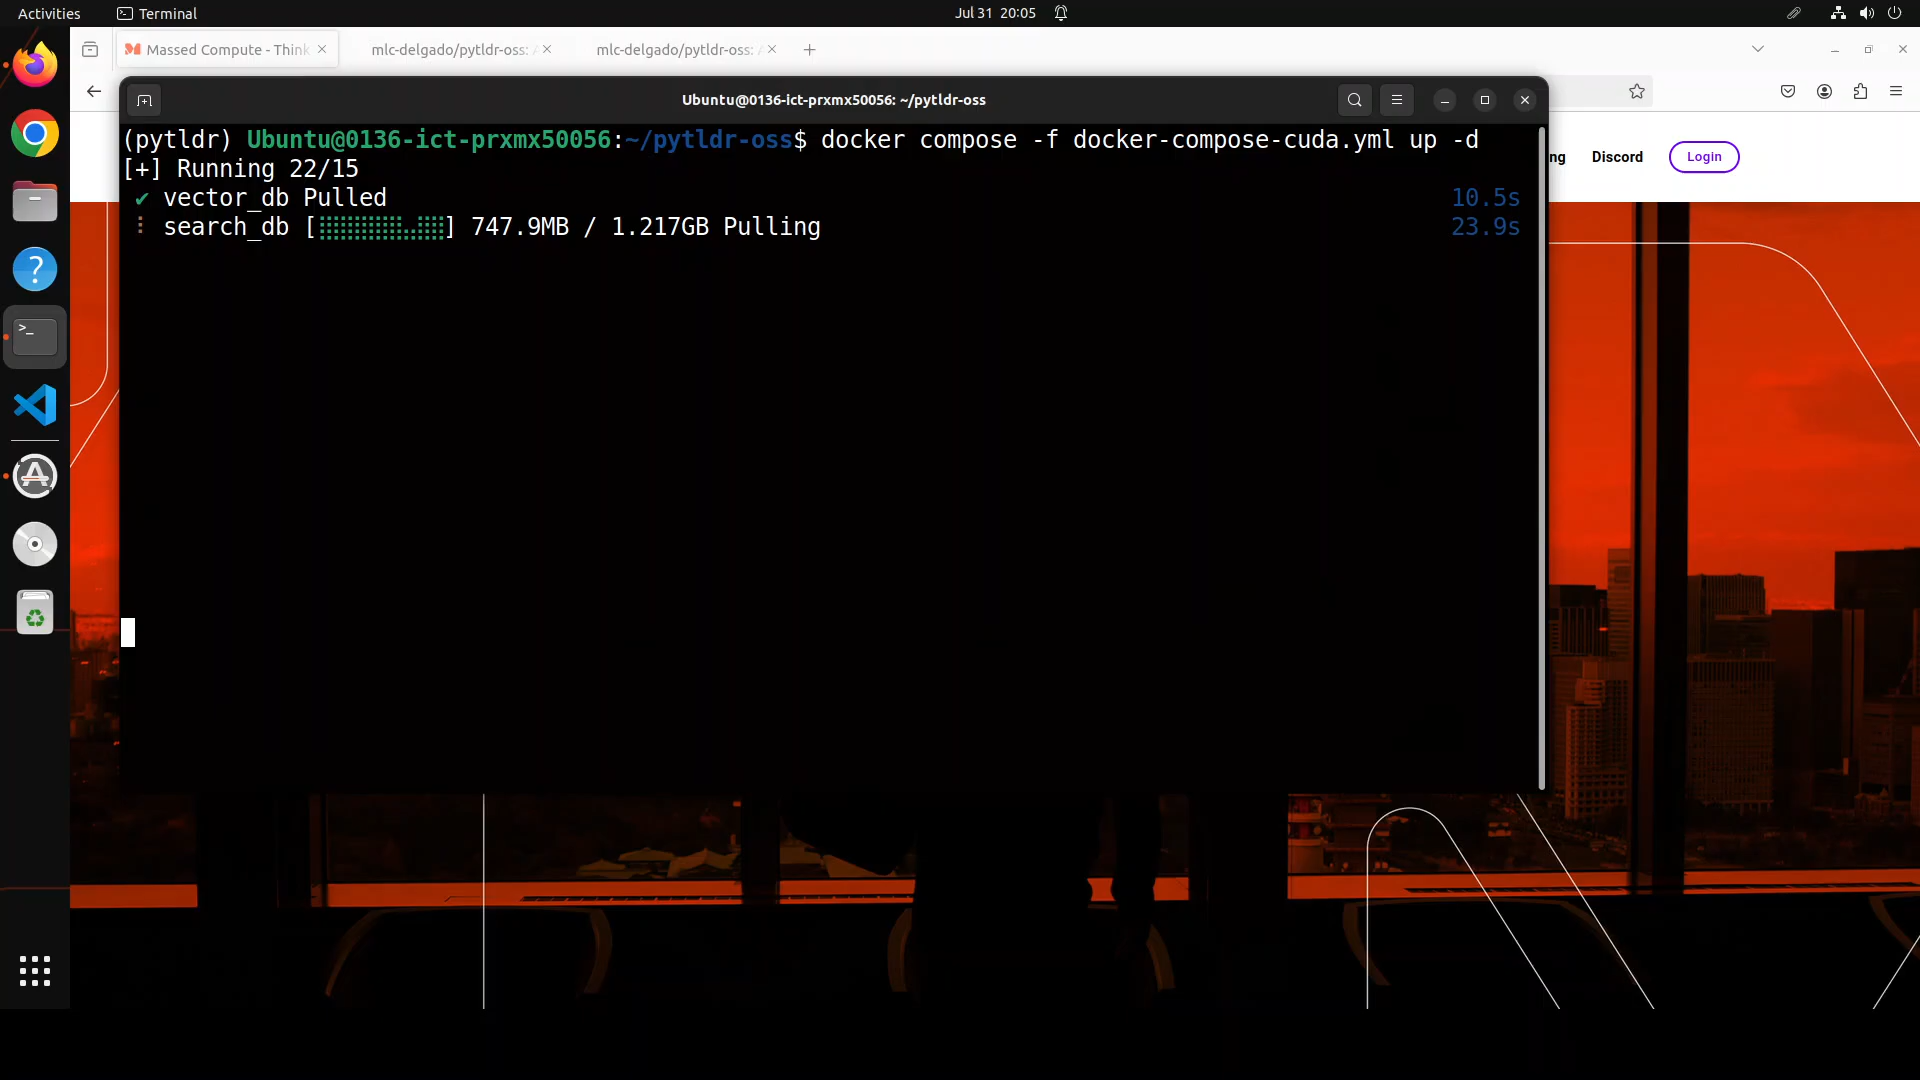 Activities
Terminal
Jul 31 20:05
Massed Compute - Think
mlc-delgado/pytldr-oss: A
mlc-delgado/pytldr-oss: A
Ubuntu@0136-ict-prxmx50056: ~/pytldr-oss
(pytldr) Ubuntu@0136-ict-prxmx50056:~/pytldr-oss$ docker compose -f docker-compose-cuda.yml up -d
[+] Running 22/15
✔ vector_db Pulled 10.5s
⠸ search_db [⣿⣿⣿⣿⣿⣿⣿⣿⣀⣿⣿] 747.9MB / 1.217GB Pulling 23.9s
ng
Discord
Login